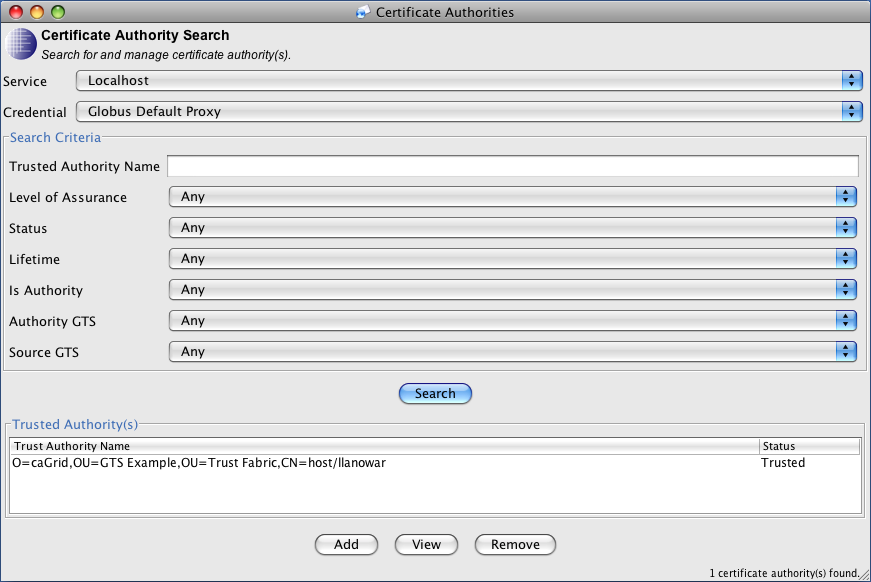 Certificate Authorities
Certificate Authority Search
Search for and manage certificate authority(s).
Service Localhost
Credential Globus Default Proxy
Search Criteria
Trusted Authority Name
Level of Assurance Any
Status Any
Lifetime Any
Is Authority Any
Authority GTS Any
Source GTS Any
Search
Trusted Authority(s)
Trust Authority Name Status
O=caGrid,OU=GTS Example,OU=Trust Fabric,CN=host/llanowar Trusted
Add View Remove
1 certificate authority(s) found.